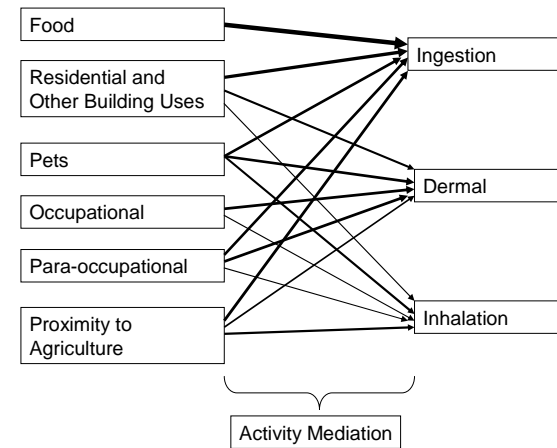 Food
Residential and
Other Building Uses
Pets
Occupational
Para-occupational
Proximity to
Agriculture
Ingestion
Dermal
Inhalation
Activity Mediation